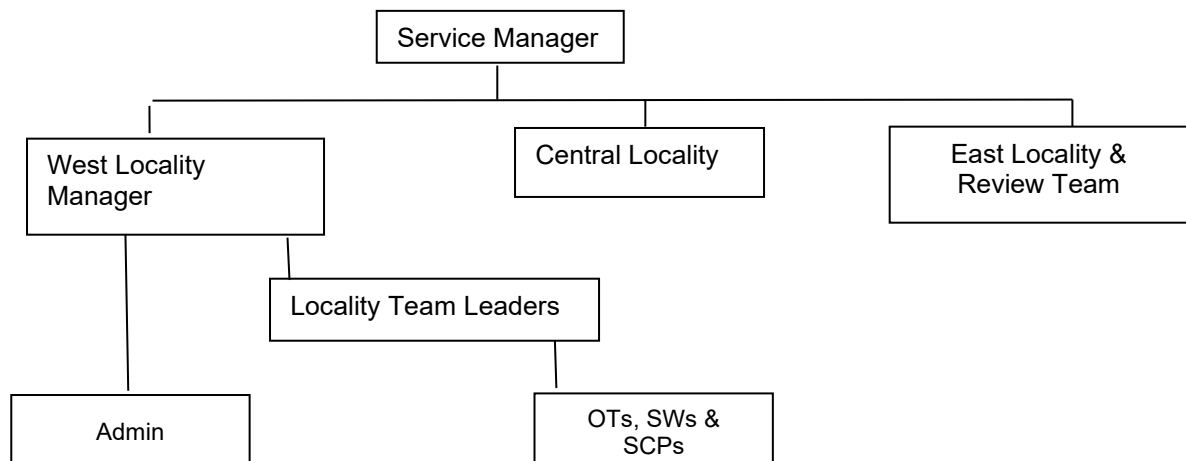 Service Manager
West Locality
Manager
Central Locality
East Locality &
Review Team
Locality Team Leaders
Admin
OTs, SWs &
SCPs